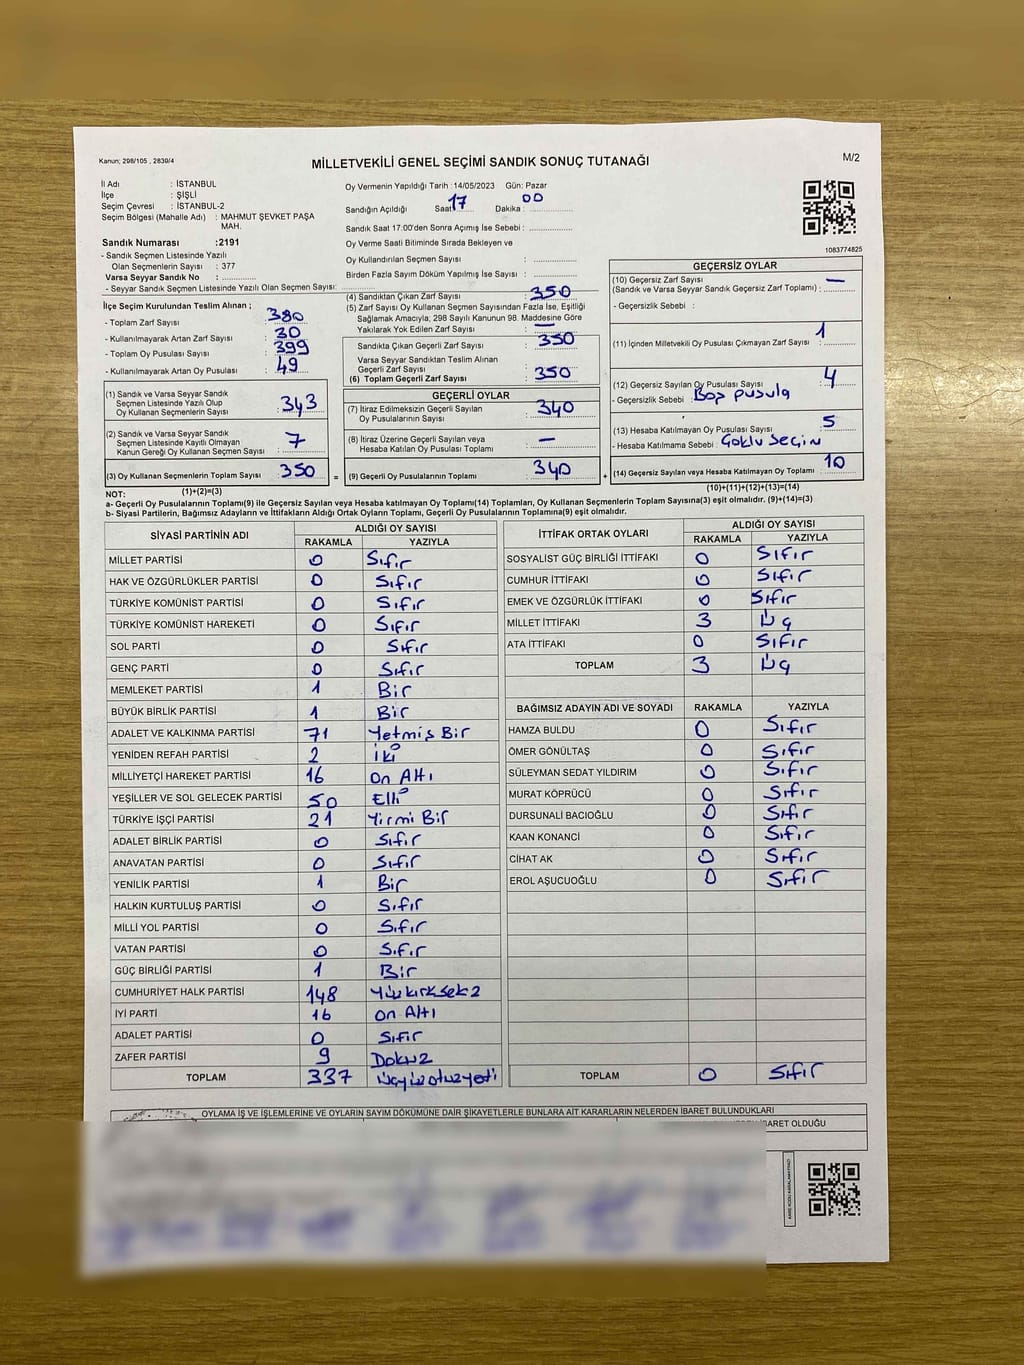 Kanun; 298/105 , 2839/4
MİLLETVEKİLİ GENEL SEÇİMİ SANDIK SONUÇ TUTANAĞI
M/2
İl Adı : İSTANBUL
İlçe : ŞİŞLİ
Seçim Çevresi : İSTANBUL-2
Seçim Bölgesi (Mahalle Adı) : MAHMUT ŞEVKET PAŞA
MAH.
Sandık Numarası : 2191
- Sandık Seçmen Listesinde Yazılı
Olan Seçmenlerin Sayısı : 377
Varsa Seyyar Sandık No : ..............
- Seyyar Sandık Seçmen Listesinde Yazılı Olan Seçmen Sayısı: ..............
Oy Vermenin Yapıldığı Tarih : 14/05/2023 Gün: Pazar
Sandığın Açıldığı Saat 17 Dakika : 00
Sandık Saat 17:00'den Sonra Açımış İse Sebebi : ..............
Oy Verme Saati Bitiminde Sırada Bekleyen ve
Oy Kullandırılan Seçmen Sayısı : ..............
Birden Fazla Sayım Döküm Yapılmış İse Sayısı : ..............
1083774825
İlçe Seçim Kurulundan Teslim Alınan ;
- Toplam Zarf Sayısı : 380
- Kullanılmayarak Artan Zarf Sayısı : 30
- Toplam Oy Pusulası Sayısı : 399
- Kullanılmayarak Artan Oy Pusulası : 49
(1) Sandık ve Varsa Seyyar Sandık
Seçmen Listesinde Yazılı Olup
Oy Kullanan Seçmenlerin Sayısı : 343
(2) Sandık ve Varsa Seyyar Sandık
Seçmen Listesinde Kayıtlı Olmayan
Kanun Gereği Oy Kullanan Seçmen Sayısı : 7
(3) Oy Kullanan Seçmenlerin Toplam Sayısı : 350
(1)+(2)=(3)
(4) Sandıktan Çıkan Zarf Sayısı : 350
(5) Zarf Sayısı Oy Kullanan Seçmen Sayısından Fazla İse, Eşitliği
Sağlamak Amacıyla; 298 Sayılı Kanunun 98. Maddesine Göre
Yakılarak Yok Edilen Zarf Sayısı : —
Sandıkta Çıkan Geçerli Zarf Sayısı : 350
Varsa Seyyar Sandıktan Teslim Alınan
Geçerli Zarf Sayısı : ..............
(6) Toplam Geçerli Zarf Sayısı : 350
GEÇERLİ OYLAR
(7) İtiraz Edilmeksizin Geçerli Sayılan
Oy Pusulalarının Sayısı : 340
(8) İtiraz Üzerine Geçerli Sayılan veya
Hesaba Katılan Oy Pusulası Toplamı : —
= (9) Geçerli Oy Pusulalarının Toplamı : 340 +
GEÇERSİZ OYLAR
(10) Geçersiz Zarf Sayısı
(Sandık ve Varsa Seyyar Sandık Geçersiz Zarf Toplamı) : —
- Geçersizlik Sebebi :
(11) İçinden Milletvekili Oy Pusulası Çıkmayan Zarf Sayısı : 1
(12) Geçersiz Sayılan Oy Pusulası Sayısı : 4
- Geçersizlik Sebebi : Boş pusula
(13) Hesaba Katılmayan Oy Pusulası Sayısı : 5
- Hesaba Katılmama Sebebi : Çoklu Seçin
(14) Geçersiz Sayılan veya Hesaba Katılmayan Oy Toplamı : 10
(10)+(11)+(12)+(13)=(14)
NOT:
a- Geçerli Oy Pusulalarının Toplamı(9) ile Geçersiz Sayılan veya Hesaba katılmayan Oy Toplamı(14) Toplamları, Oy Kullanan Seçmenlerin Toplam Sayısına(3) eşit olmalıdır. (9)+(14)=(3)
b- Siyasi Partilerin, Bağımsız Adayların ve İttifakların Aldığı Ortak Oyların Toplamı, Geçerli Oy Pusulalarının Toplamına(9) eşit olmalıdır.
SİYASİ PARTİNİN ADI ALDIĞI OY SAYISI
RAKAMLA YAZIYLA
MİLLET PARTİSİ 0 Sıfır
HAK VE ÖZGÜRLÜKLER PARTİSİ 0 Sıfır
TÜRKİYE KOMÜNİST PARTİSİ 0 Sıfır
TÜRKİYE KOMÜNİST HAREKETİ 0 Sıfır
SOL PARTİ 0 Sıfır
GENÇ PARTİ 0 Sıfır
MEMLEKET PARTİSİ 1 Bir
BÜYÜK BİRLİK PARTİSİ 1 Bir
ADALET VE KALKINMA PARTİSİ 71 Yetmiş Bir
YENİDEN REFAH PARTİSİ 2 İki
MİLLİYETÇİ HAREKET PARTİSİ 16 On Altı
YEŞİLLER VE SOL GELECEK PARTİSİ 50 Elli
TÜRKİYE İŞÇİ PARTİSİ 21 Yirmi Bir
ADALET BİRLİK PARTİSİ 0 Sıfır
ANAVATAN PARTİSİ 0 Sıfır
YENİLİK PARTİSİ 1 Bir
HALKIN KURTULUŞ PARTİSİ 0 Sıfır
MİLLİ YOL PARTİSİ 0 Sıfır
VATAN PARTİSİ 0 Sıfır
GÜÇ BİRLİĞİ PARTİSİ 1 Bir
CUMHURİYET HALK PARTİSİ 148 Yüzkırksekiz
İYİ PARTİ 16 On Altı
ADALET PARTİSİ 0 Sıfır
ZAFER PARTİSİ 9 Dokuz
TOPLAM 337 üçyüzotuzyedi
İTTİFAK ORTAK OYLARI ALDIĞI OY SAYISI
RAKAMLA YAZIYLA
SOSYALIST GÜÇ BİRLİĞİ İTTİFAKI 0 Sıfır
CUMHUR İTTİFAKI 0 Sıfır
EMEK VE ÖZGÜRLÜK İTTİFAKI 0 Sıfır
MİLLET İTTİFAKI 3 Üç
ATA İTTİFAKI 0 Sıfır
TOPLAM 3 Üç
BAĞIMSIZ ADAYIN ADI VE SOYADI RAKAMLA YAZIYLA
HAMZA BULDU 0 Sıfır
ÖMER GÖNÜLTAŞ 0 Sıfır
SÜLEYMAN SEDAT YILDIRIM 0 Sıfır
MURAT KÖPRÜCÜ 0 Sıfır
DURSUNALİ BACIOĞLU 0 Sıfır
KAAN KONANCİ 0 Sıfır
CİHAT AK 0 Sıfır
EROL AŞUCUOĞLU 0 Sıfır
TOPLAM 0 Sıfır
OYLAMA İŞ VE İŞLEMLERİNE VE OYLARIN SAYIM DÖKÜMÜNE DAİR ŞİKAYETLERLE BUNLARA AİT KARARLARIN NELERDEN İBARET BULUNDUKLARI
İBARET OLDUĞU